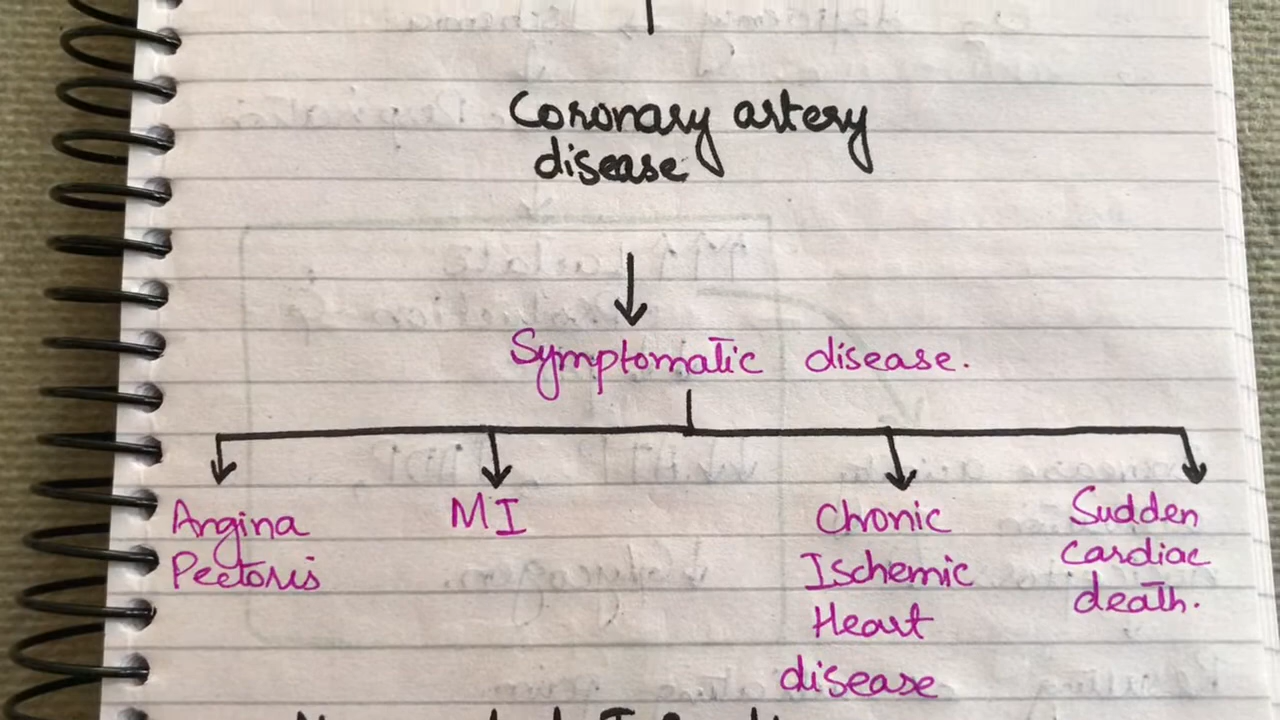 Coronary artery
disease
Symptomatic disease.
Angina
Pectoris
MI
Chronic
Ischemic
Heart
disease
Sudden
Cardiac
death.